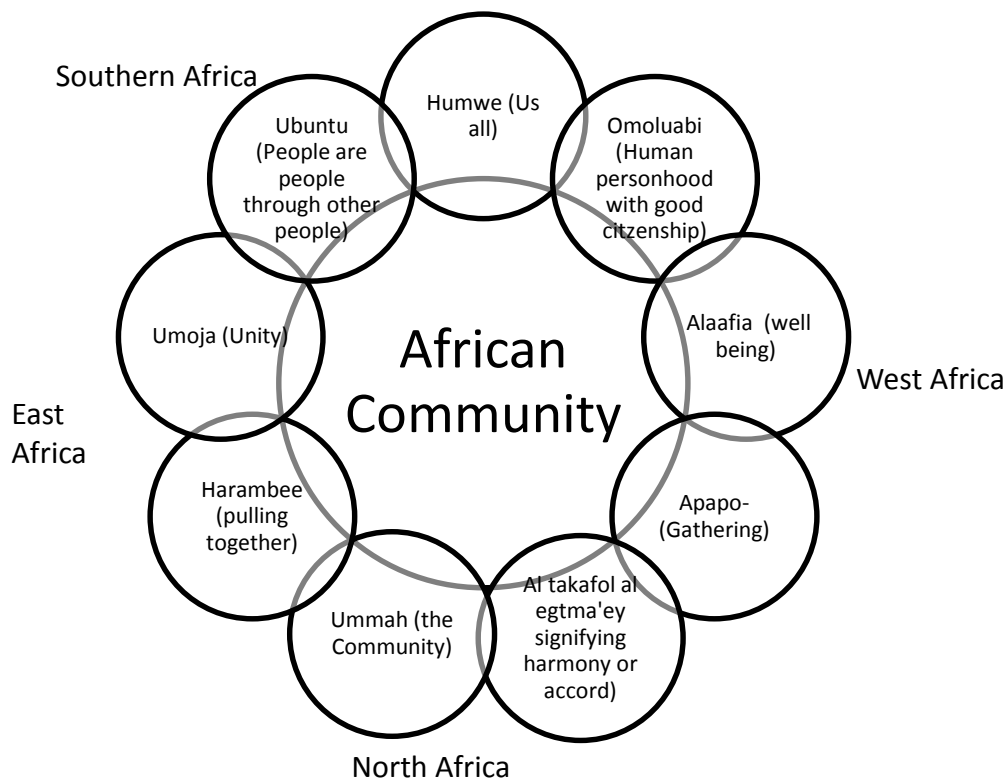 Southern Africa
Humwe (Us
all)
Ubuntu
(People are
people
through other
people)
Omoluabi
(Human
personhood
with good
citzenship)
Umoja (Unity)
African
Community
Alaafia  (well
being)
West Africa
East
Africa
Harambee
(pulling
together)
Apapo-
(Gathering)
Ummah (the
Community)
Al takafol al
egtma'ey
signifying
harmony or
accord)
North Africa